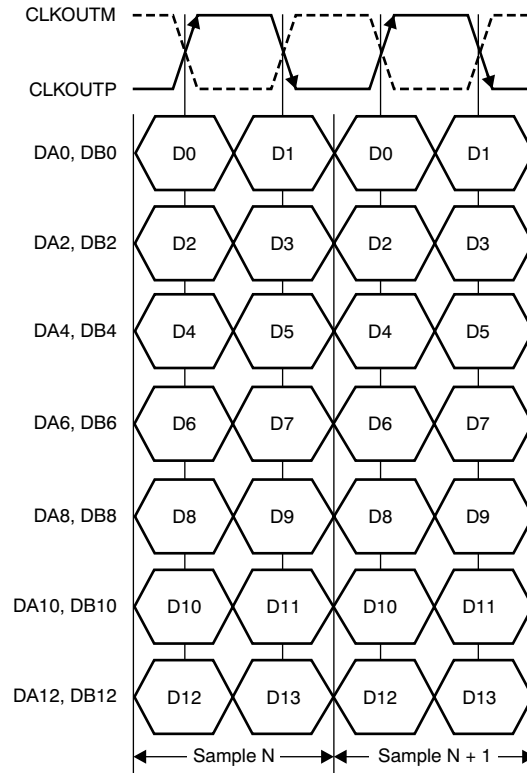 CLKOUTM
CLKOUTP
DA0, DB0 D0 D1 D0 D1
DA2, DB2 D2 D3 D2 D3
DA4, DB4 D4 D5 D4 D5
DA6, DB6 D6 D7 D6 D7
DA8, DB8 D8 D9 D8 D9
DA10, DB10 D10 D11 D10 D11
DA12, DB12 D12 D13 D12 D13
Sample N Sample N + 1